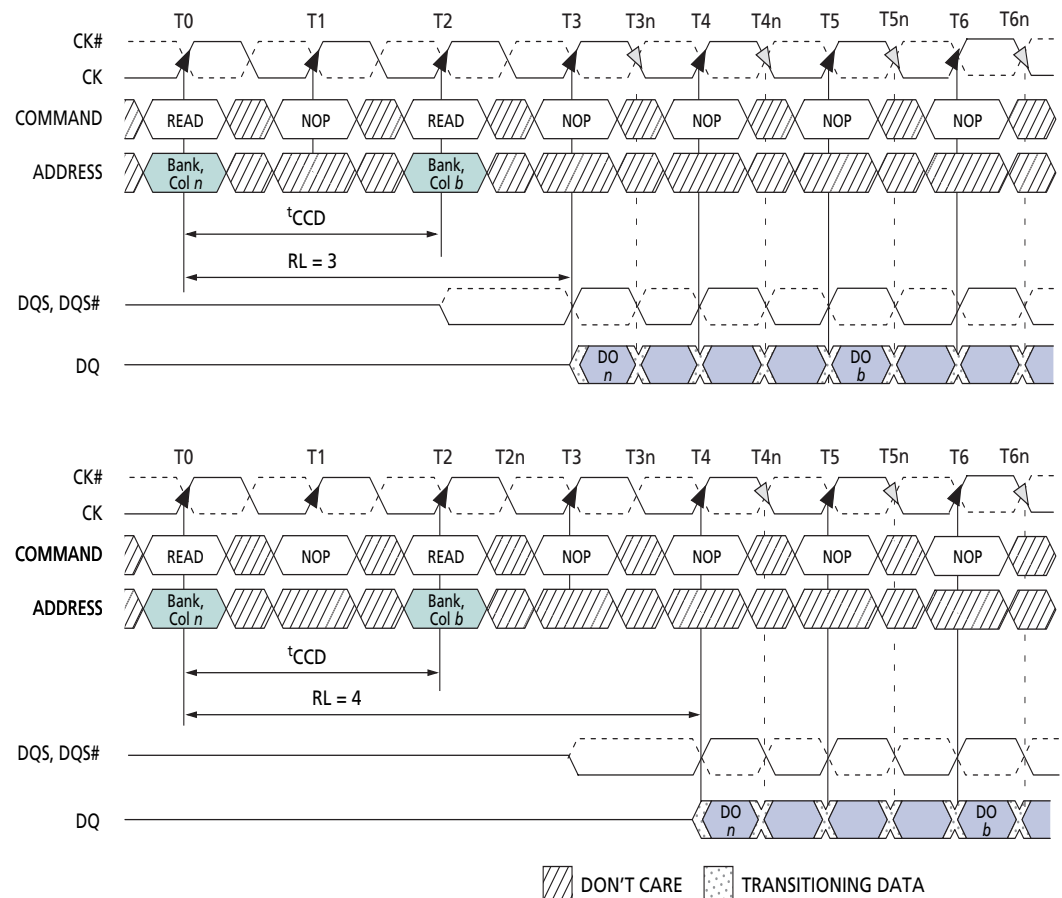 T0 T1 T2 T3 T3n T4 T4n T5 T5n T6 T6n
CK#
CK
COMMAND READ NOP READ NOP NOP NOP NOP
ADDRESS Bank, Col n Bank, Col b
tCCD
RL = 3
DQS, DQS#
DQ DO n DO b
T0 T1 T2 T2n T3 T3n T4 T4n T5 T5n T6 T6n
CK#
CK
COMMAND READ NOP READ NOP NOP NOP NOP
ADDRESS Bank, Col n Bank, Col b
tCCD
RL = 4
DQS, DQS#
DQ DO n DO b
DON'T CARE TRANSITIONING DATA